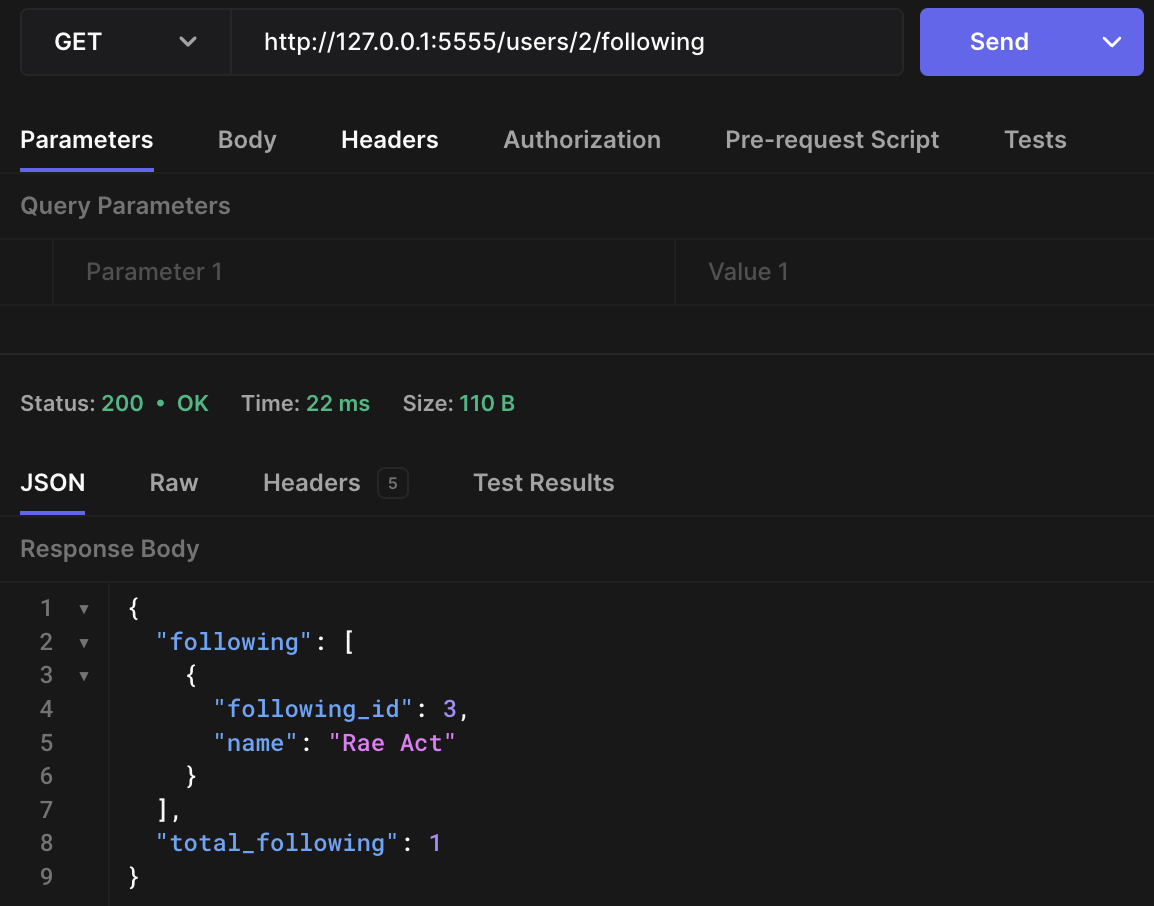 GET http://127.0.0.1:5555/users/2/following Send
Parameters Body Headers Authorization Pre-request Script Tests
Query Parameters
Parameter 1 Value 1
Status: 200 • OK Time: 22 ms Size: 110 B
JSON Raw Headers 5 Test Results
Response Body
1 {
2 "following": [
3 {
4 "following_id": 3,
5 "name": "Rae Act"
6 }
7 ],
8 "total_following": 1
9 }